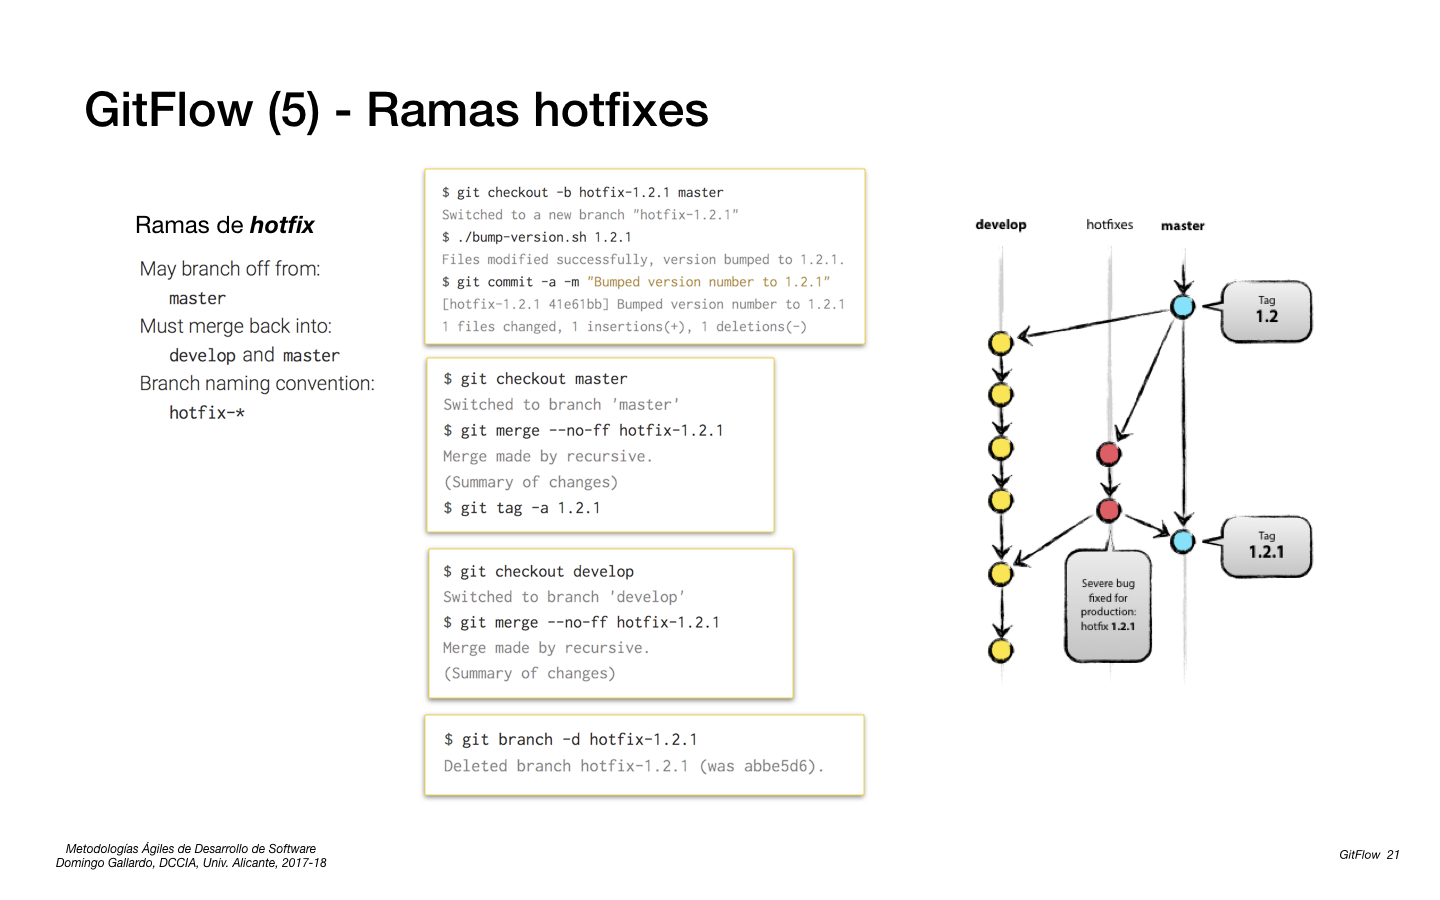 GitFlow (5) - Ramas hotfixes
Ramas de hotfix
May branch off from:
master
Must merge back into:
develop and master
Branch naming convention:
hotfix-*
$ git checkout -b hotfix-1.2.1 master
Switched to a new branch "hotfix-1.2.1"
$ ./bump-version.sh 1.2.1
Files modified successfully, version bumped to 1.2.1.
$ git commit -a -m "Bumped version number to 1.2.1"
[hotfix-1.2.1 41e61bb] Bumped version number to 1.2.1
1 files changed, 1 insertions(+), 1 deletions(-)
$ git checkout master
Switched to branch 'master'
$ git merge --no-ff hotfix-1.2.1
Merge made by recursive.
(Summary of changes)
$ git tag -a 1.2.1
$ git checkout develop
Switched to branch 'develop'
$ git merge --no-ff hotfix-1.2.1
Merge made by recursive.
(Summary of changes)
$ git branch -d hotfix-1.2.1
Deleted branch hotfix-1.2.1 (was abbe5d6).
develop
hotfixes
master
Tag
1.2
Tag
1.2.1
Severe bug
fixed for
production:
hotfix 1.2.1
Metodologías Ágiles de Desarrollo de Software
Domingo Gallardo, DCCIA, Univ. Alicante, 2017-18
GitFlow 21